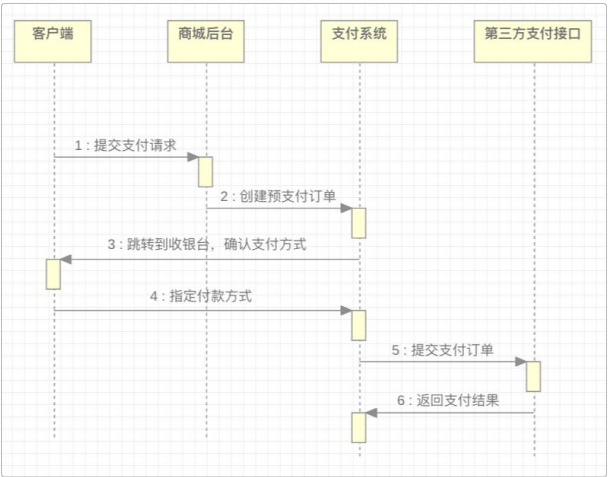 客户端
商城后台
支付系统
第三方支付接口
1 : 提交支付请求
2 : 创建预支付订单
3 : 跳转到收银台，确认支付方式
4 : 指定付款方式
5 : 提交支付订单
6 : 返回支付结果